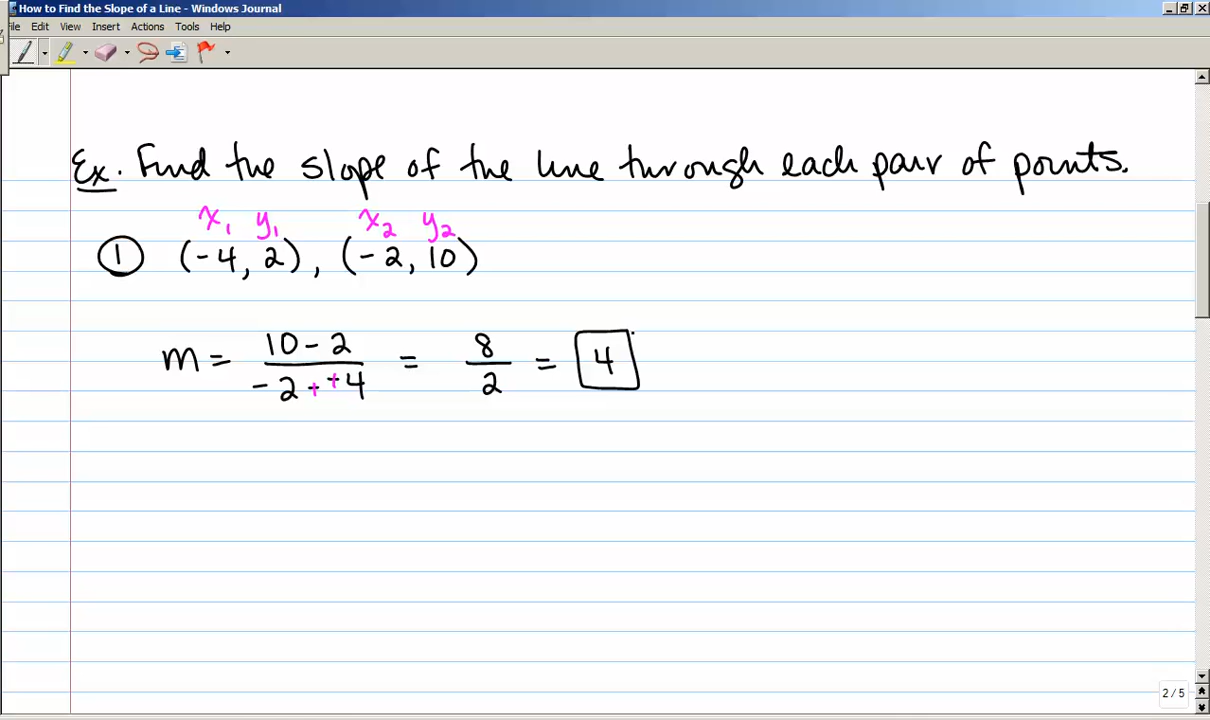 How to Find the Slope of a Line - Windows Journal
File Edit View Insert Actions Tools Help
Ex. Find the slope of the line through each pair of points.
x₁ y₁ x₂ y₂
① (-4, 2), (-2, 10)
m = (10 - 2)/(-2 + +4) = 8/2 = 4
2 / 5